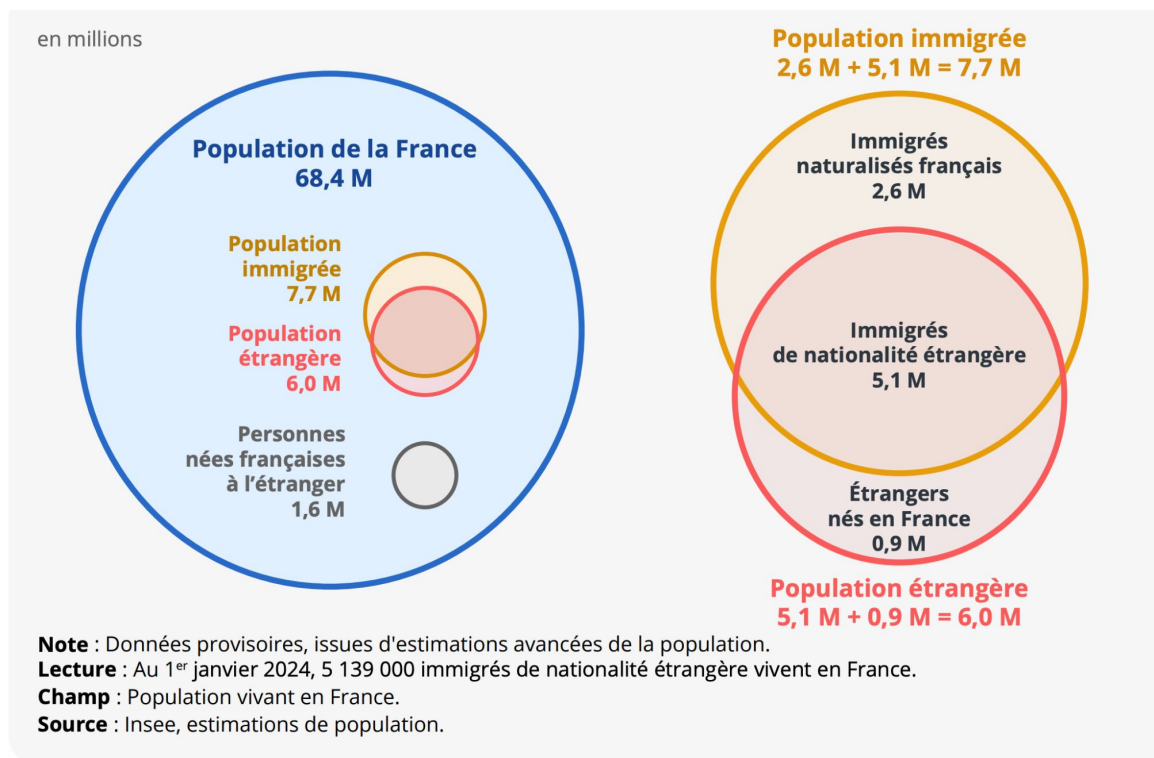 en millions
Population de la France
68,4 M
Population
immigrée
7,7 M
Population
étrangère
6,0 M
Personnes
nées françaises
à l'étranger
1,6 M
Population immigrée
2,6 M + 5,1 M = 7,7 M
Immigrés
naturalisés français
2,6 M
Immigrés
de nationalité étrangère
5,1 M
Étrangers
nés en France
0,9 M
Population étrangère
5,1 M + 0,9 M = 6,0 M
Note : Données provisoires, issues d'estimations avancées de la population.
Lecture : Au 1er janvier 2024, 5 139 000 immigrés de nationalité étrangère vivent en France.
Champ : Population vivant en France.
Source : Insee, estimations de population.